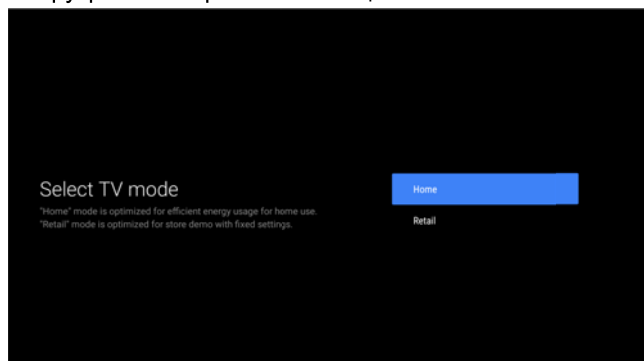 Select TV mode
"Home" mode is optimized for efficient energy usage for home use.
"Retail" mode is optimized for store demo with fixed settings.
Home
Retail